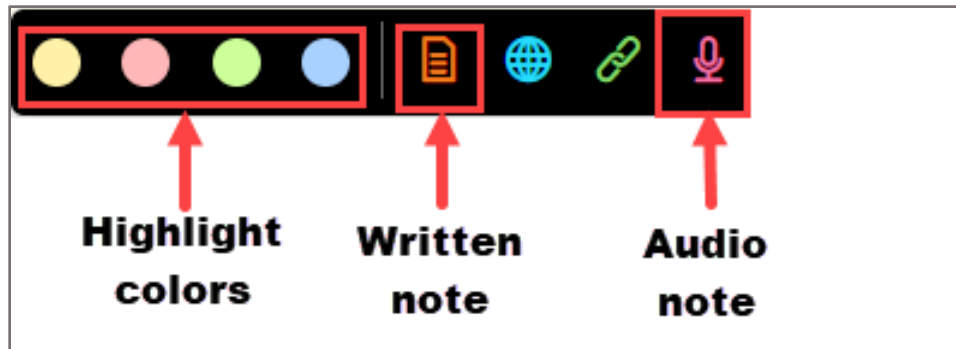 Highlight
colors
Written
note
Audio
note